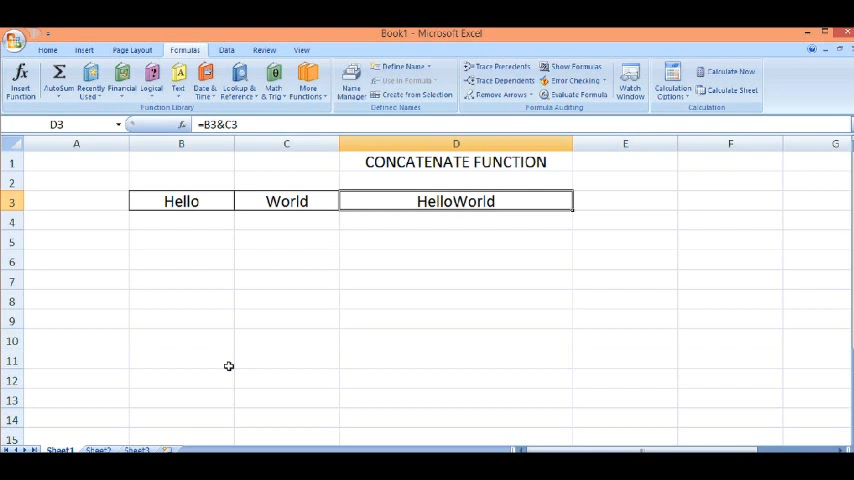 Book1 - Microsoft Excel
Home Insert Page Layout Formulas Data Review View
Insert Function
AutoSum
Recently Used
Financial
Logical
Text
Date & Time
Lookup & Reference
Math & Trig
More Functions
Function Library
Name Manager
Define Name
Use in Formula
Create from Selection
Defined Names
Trace Precedents
Trace Dependents
Remove Arrows
Show Formulas
Error Checking
Evaluate Formula
Formula Auditing
Watch Window
Calculation Options
Calculate Now
Calculate Sheet
Calculation
D3 fx =B3&C3
A B C D E F G
1 CONCATENATE FUNCTION
2
3 Hello World HelloWorld
4
5
6
7
8
9
10
11
12
13
14
15
Sheet1 Sheet2 Sheet3